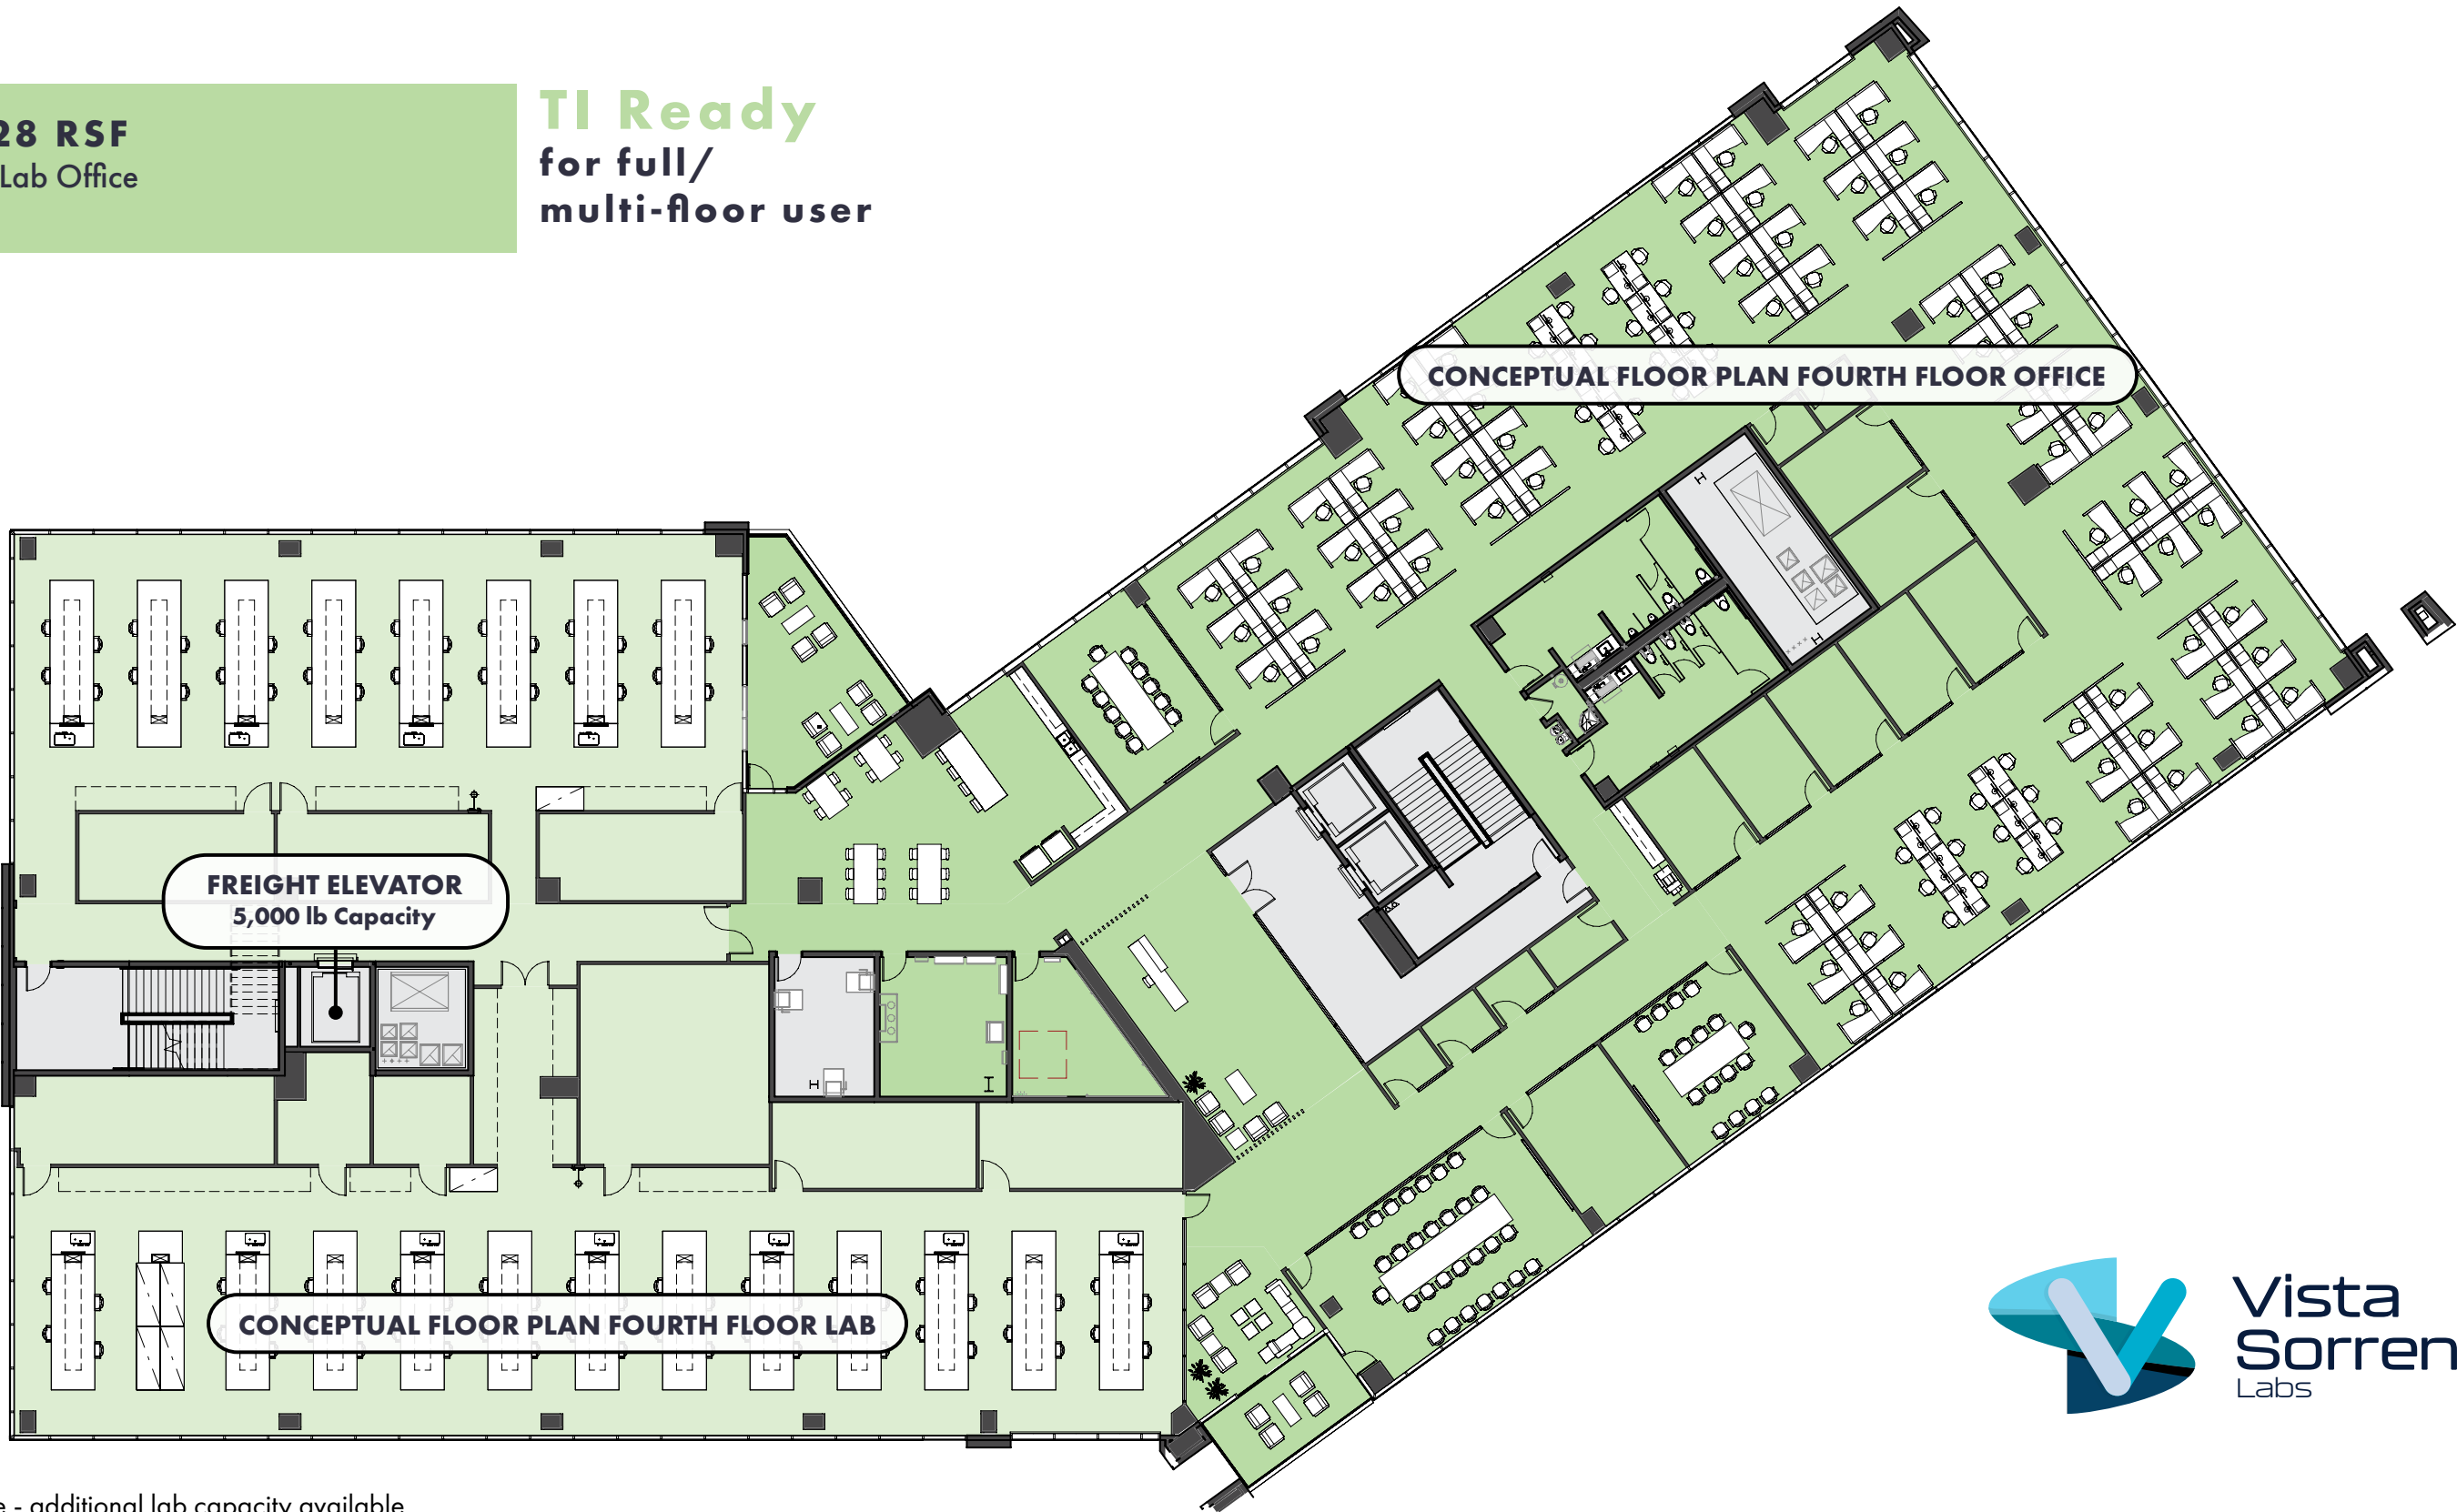 28 RSF
Lab Office
TI Ready
for full/
multi-floor user
CONCEPTUAL FLOOR PLAN FOURTH FLOOR OFFICE
FREIGHT ELEVATOR
5,000 lb Capacity
CONCEPTUAL FLOOR PLAN FOURTH FLOOR LAB
Vista
Sorren
Labs
- additional lab capacity available